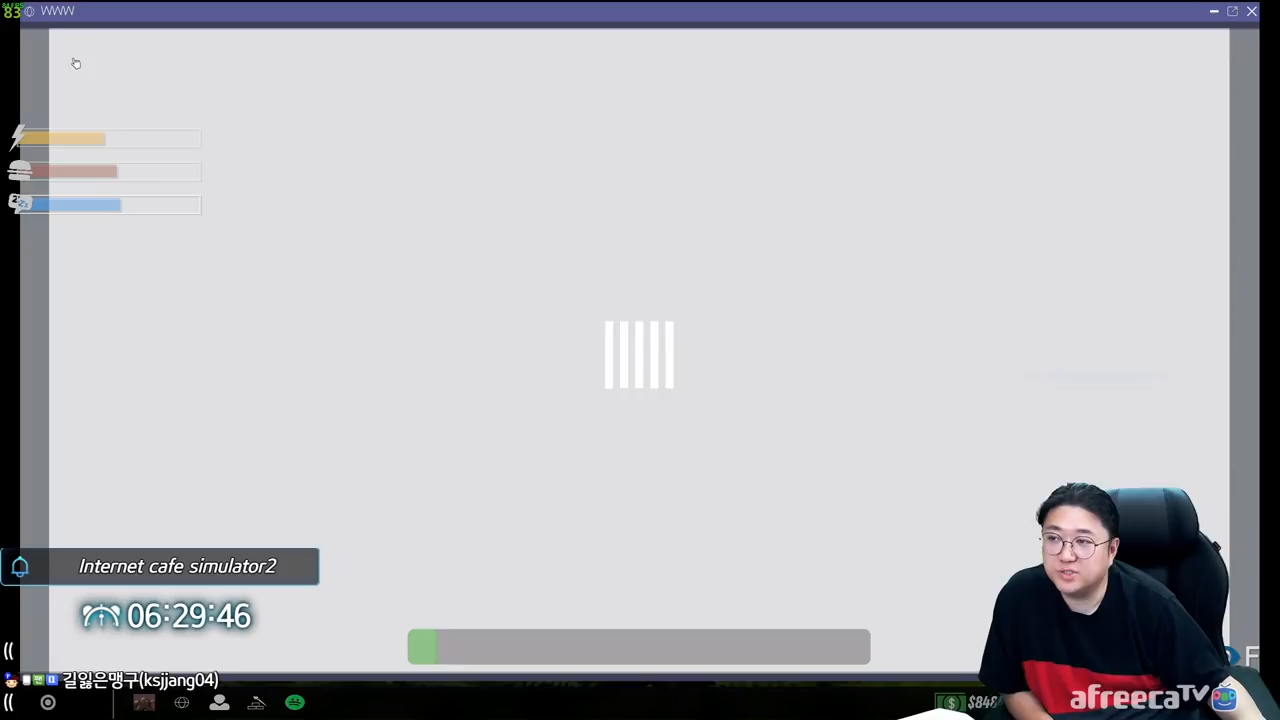 83
WWW
Internet cafe simulator2
06:29:46
길잃은맹구(ksjjang04)
afreecaTV